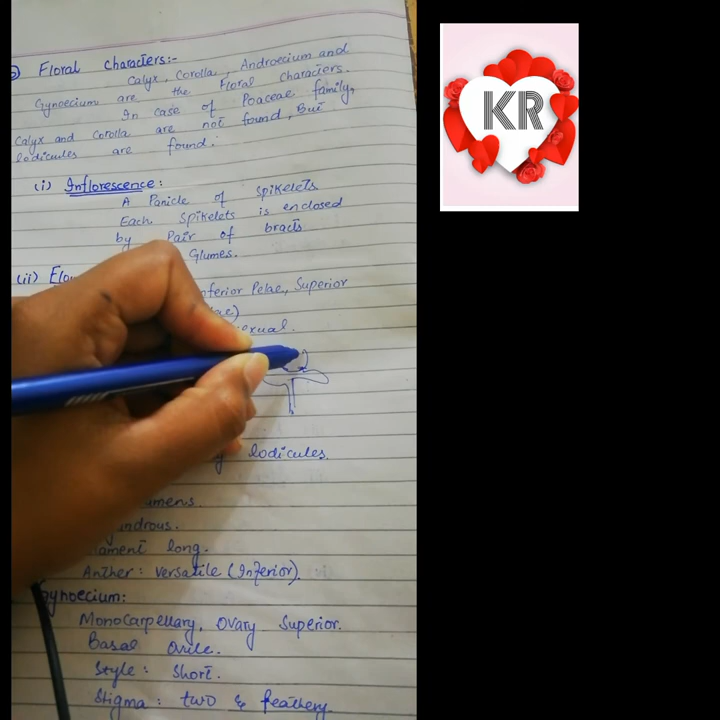 Floral Characters:-
Calyx, Corolla, Androecium and
Gynoecium are the Floral characters.
In case of Poaceae family,
Calyx and Corolla are not found, But
lodicules are found.
(i) Inflorescence:
A Panicle of Spikelets
Each Spikelets is enclosed
by Pair of bracts
Glumes.
(ii)
Inferior Pelae, Superior
lodicules.
long.
Anther: Versatile (Inferior).
Gynoecium:
Monocarpellary, Ovary Superior.
Basal Ovule.
Style: Short.
Stigma: two & feathery
KR